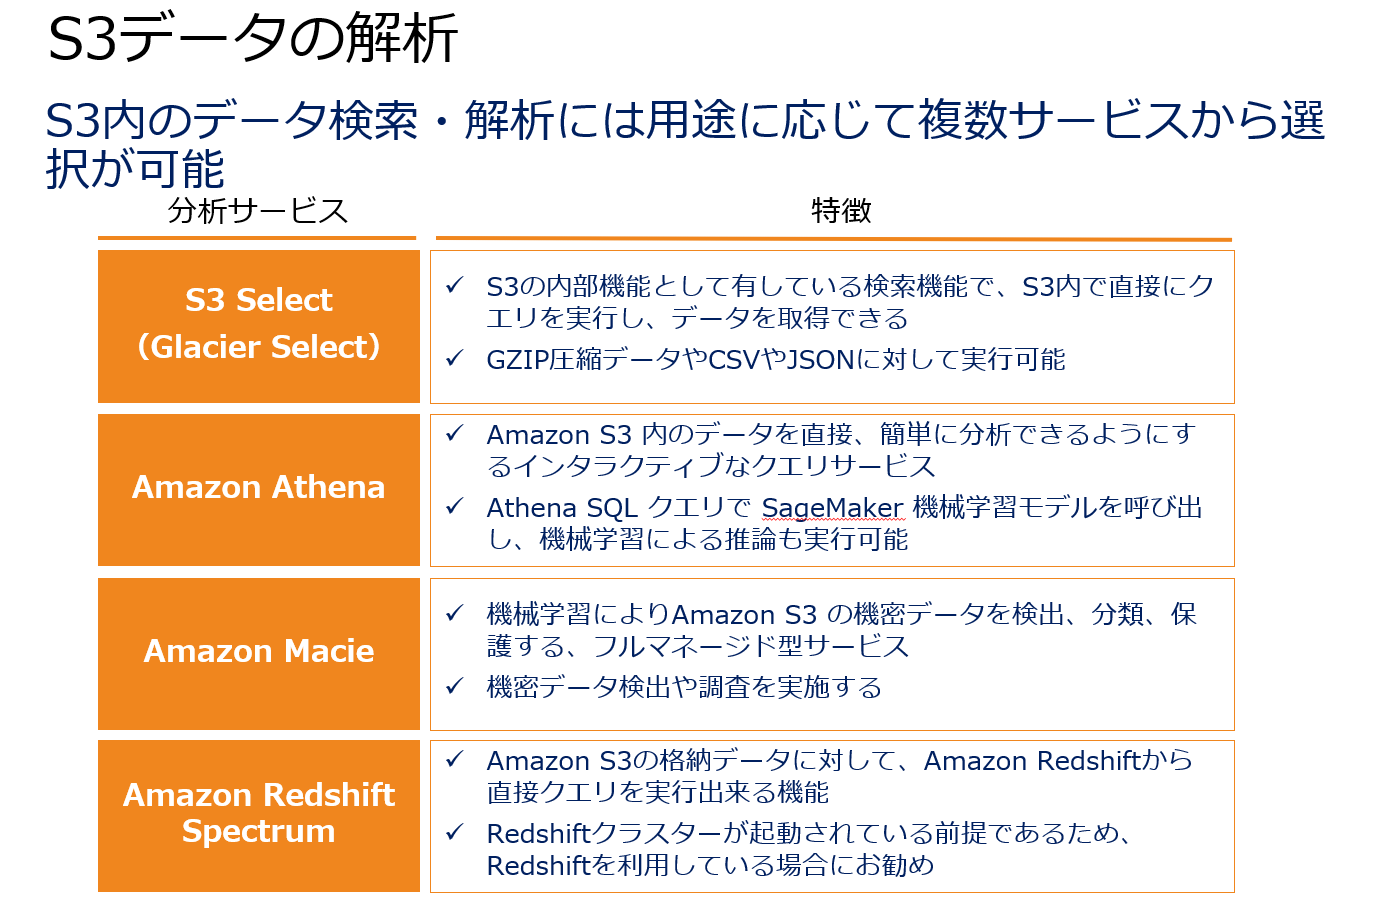 S3データの解析
S3内のデータ検索・解析には用途に応じて複数サービスから選
択が可能
分析サービス
特徴
S3 Select
（Glacier Select）
✓ S3の内部機能として有している検索機能で、S3内で直接にク
エリを実行し、データを取得できる
✓ GZIP圧縮データやCSVやJSONに対して実行可能
Amazon Athena
✓ Amazon S3 内のデータを直接、簡単に分析できるようにす
るインタラクティブなクエリサービス
✓ Athena SQL クエリで SageMaker 機械学習モデルを呼び出
し、機械学習による推論も実行可能
Amazon Macie
✓ 機械学習によりAmazon S3 の機密データを検出、分類、保
護する、フルマネージド型サービス
✓ 機密データ検出や調査を実施する
Amazon Redshift
Spectrum
✓ Amazon S3の格納データに対して、Amazon Redshiftから
直接クエリを実行出来る機能
✓ Redshiftクラスターが起動されている前提であるため、
Redshiftを利用している場合にお勧め